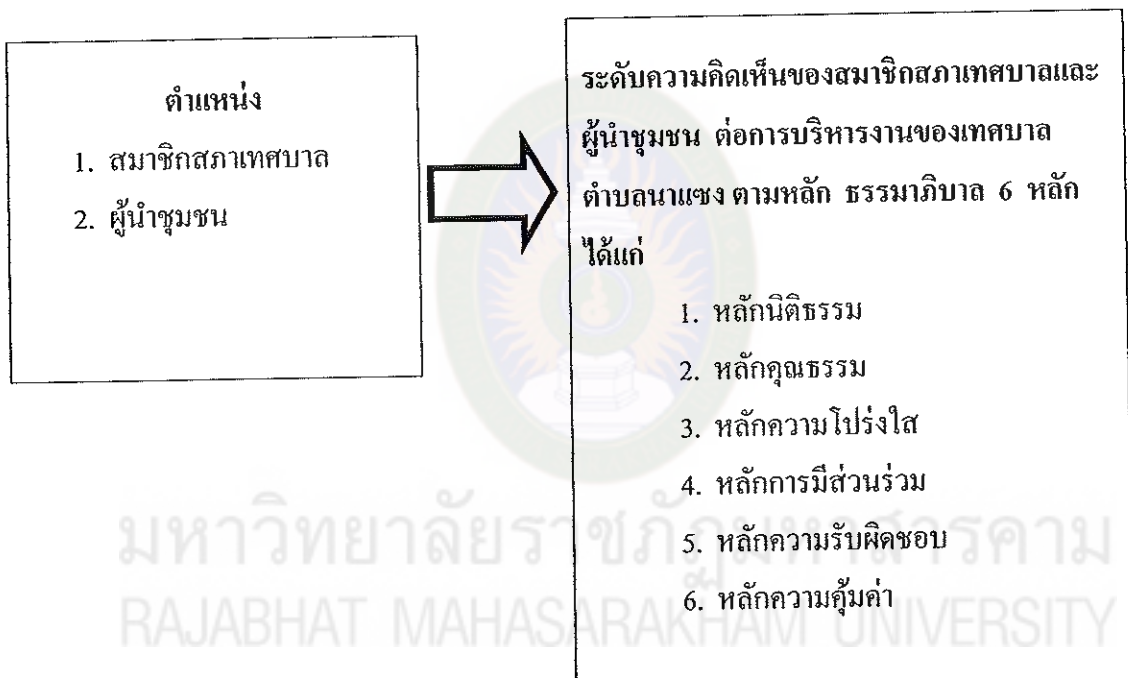 ตำแหน่ง
1. สมาชิกสภาเทศบาล
2. ผู้นำชุมชน
ระดับความคิดเห็นของสมาชิกสภาเทศบาลและ
ผู้นำชุมชน ต่อการบริหารงานของเทศบาล
ตำบลนาแซง ตามหลัก ธรรมาภิบาล 6 หลัก
ได้แก่
1. หลักนิติธรรม
2. หลักคุณธรรม
3. หลักความโปร่งใส
4. หลักการมีส่วนร่วม
5. หลักความรับผิดชอบ
6. หลักความคุ้มค่า
มหาวิทยาลัยราชภัฏมหาสารคาม
RAJABHAT MAHASARAKHAM UNIVERSITY